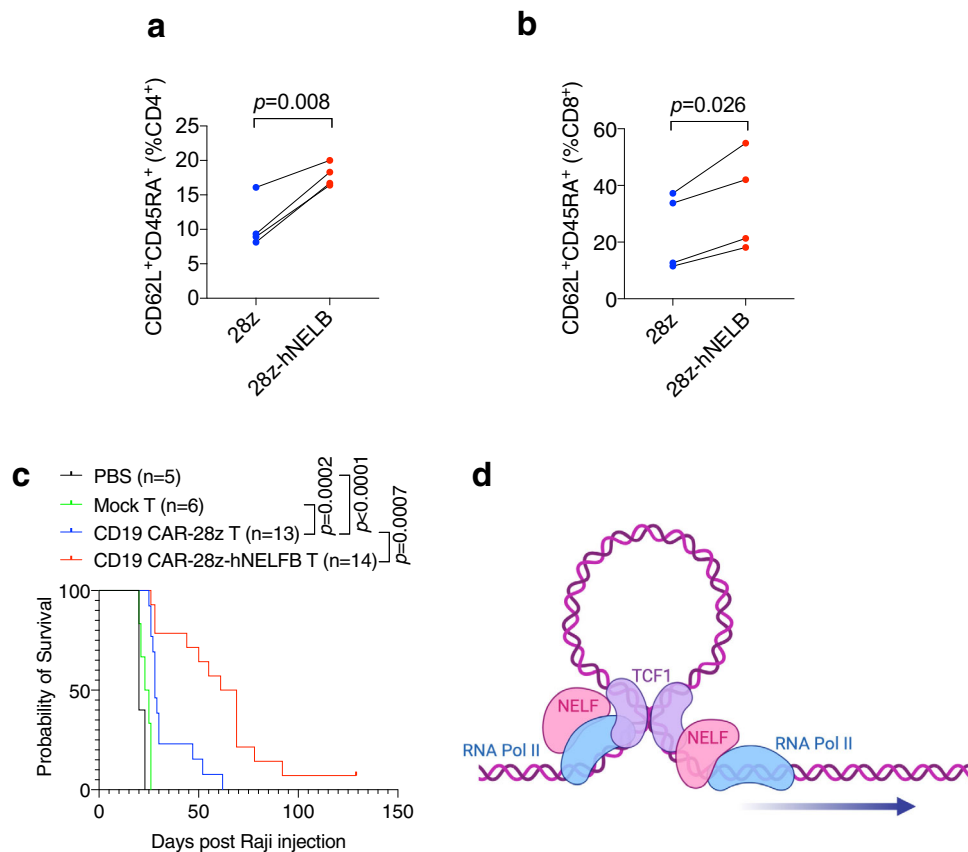 a
p=0.008
CD62L⁺CD45RA⁺ (%CD4⁺)
25
20
15
10
5
0
28z
28z-hNELB
b
p=0.026
CD62L⁺CD45RA⁺ (%CD8⁺)
60
40
20
0
28z
28z-hNELB
c
PBS (n=5)
Mock T (n=6)
CD19 CAR-28z T (n=13)
CD19 CAR-28z-hNELFB T (n=14)
p=0.0002
p<0.0001
p=0.0007
Probability of Survival
100
50
0
0 50 100 150
Days post Raji injection
d
TCF1
NELF
NELF
RNA Pol II
RNA Pol II